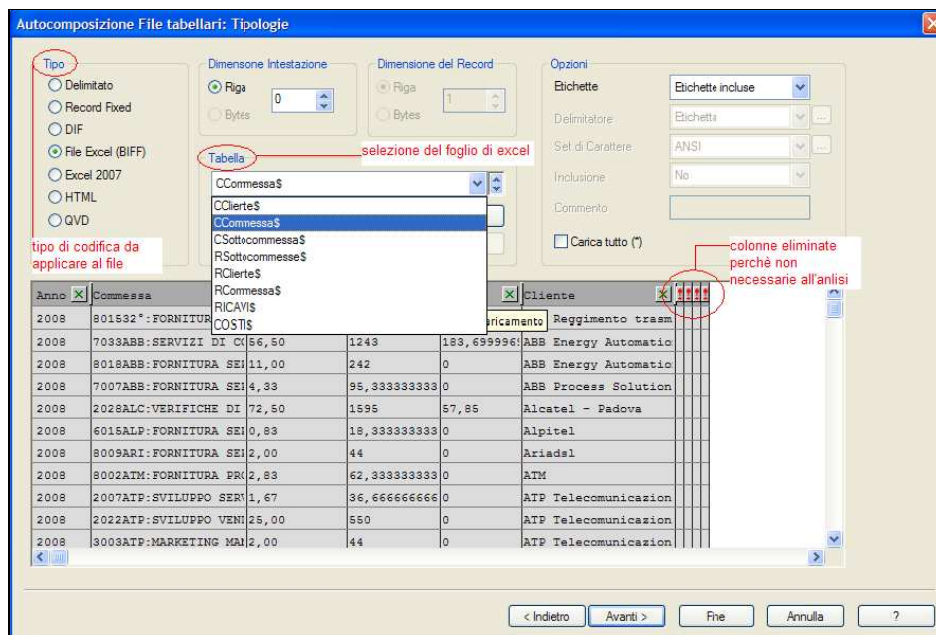 Autocomposizione File tabellari: Tipologie
Tipo
Delimitato
Record Fixed
DIF
File Excel (BIFF)
Excel 2007
HTML
QVD
tipo di codifica da
applicare al file
Dimensone Intestazione
Riga
0
Bytes
Dimensione del Record
Riga
1
Bytes
Opzioni
Etichette
Etichette incluse
Delimitatore
Etichetta
...
Set di Carattere
ANSI
...
Inclusione
No
Commento
Carica tutto (*)
Tabella
selezione del foglio di excel
CCommessa$
CCliente$
CCommessa$
CSottocommessa$
RSottocommesse$
RCliente$
RCommessa$
RICAVI$
COSTI$
colonne eliminate
perchè non
necessarie all'anlisi
Anno X Commessa X Cliente X ! ! ! !
2008 801532°:FORNITUR Reggimento trasm
ricamento
2008 7033ABB:SERVIZI DI CO 56,50 1243 183,6999969 ABB Energy Automatio
2008 8018ABB:FORNITURA SE 11,00 242 0 ABB Energy Automatio
2008 7007ABB:FORNITURA SE 4,33 95,333333333 0 ABB Process Solution
2008 2028ALC:VERIFICHE DI 72,50 1595 57,85 Alcatel - Padova
2008 6015ALP:FORNITURA SE 0,83 18,333333333 0 Alpitel
2008 8009ARI:FORNITURA SE 2,00 44 0 Ariadsl
2008 8002ATM:FORNITURA PRO 2,83 62,333333333 0 ATM
2008 2007ATP:SVILUPPO SER 1,67 36,666666666 0 ATP Telecomunicazion
2008 2022ATP:SVILUPPO VEN 25,00 550 0 ATP Telecomunicazion
2008 3003ATP:MARKETING MA 2,00 44 0 ATP Telecomunicazion
< Indietro Avanti > Fine Annulla ?